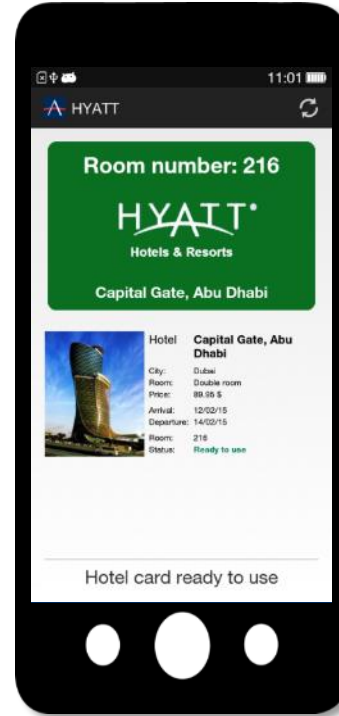 11:01
HYATT
Room number: 216
HYATT
Hotels & Resorts
Capital Gate, Abu Dhabi
Hotel Capital Gate, Abu Dhabi
City: Dubai
Room: Double room
Price: 89.95 $
Arrival: 12/02/15
Departure: 14/02/15
Room: 216
Status: Ready to use
Hotel card ready to use